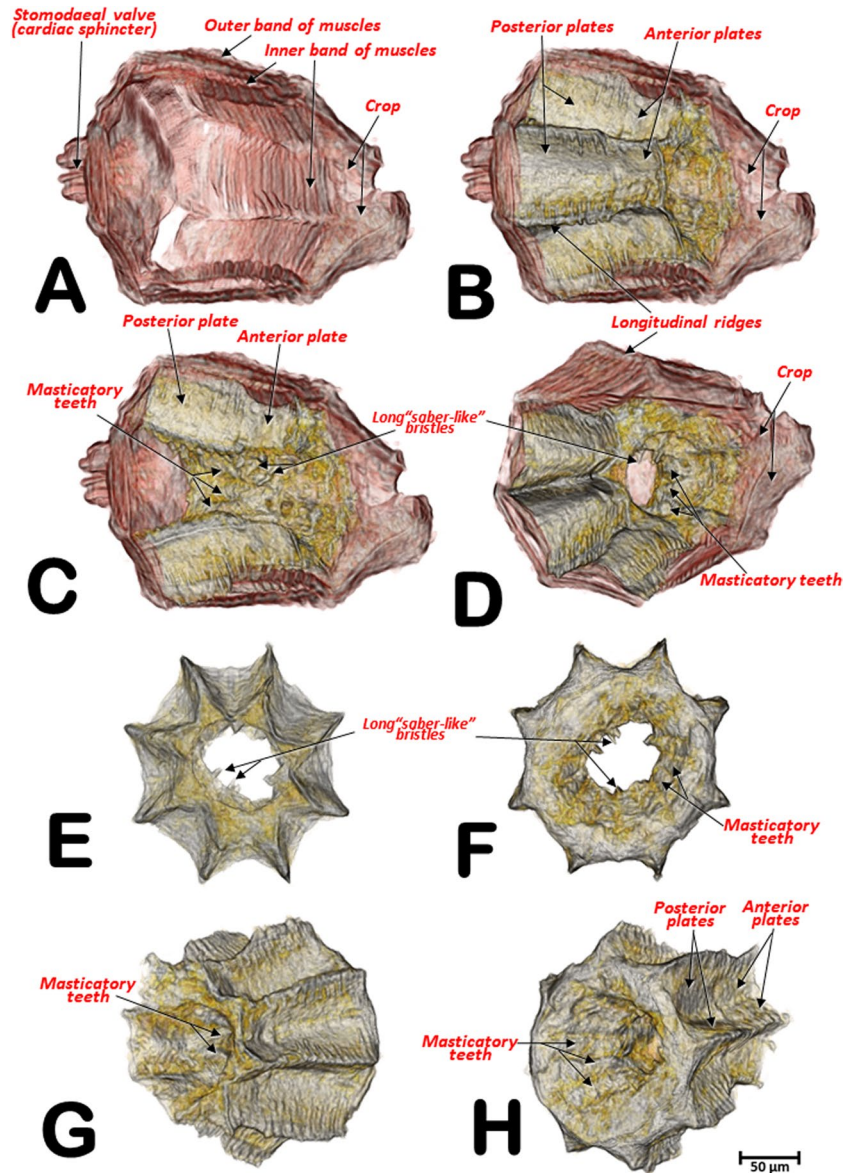 Stomodaeal valve
(cardiac sphincter)
Outer band of muscles
Inner band of muscles
Crop
A
Posterior plates
Anterior plates
Crop
B
Longitudinal ridges
Posterior plate
Anterior plate
Masticatory
teeth
Long“saber-like”
bristles
C
Crop
Masticatory teeth
D
Long“saber-like”
bristles
E
Masticatory
teeth
F
Masticatory
teeth
G
Posterior
plates
Anterior
plates
Masticatory
teeth
H
50 µm